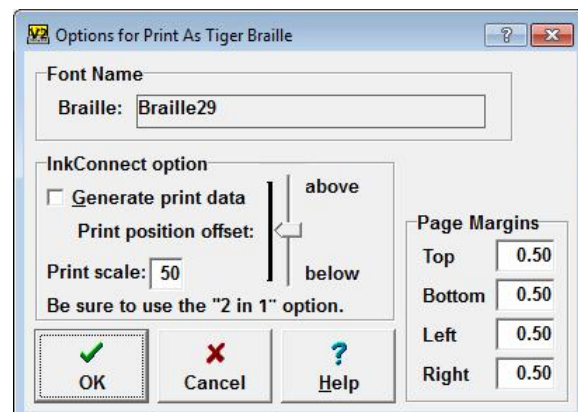 V2 Options for Print As Tiger Braille
Font Name
Braille: Braille29
InkConnect option
Generate print data
above
Print position offset:
Print scale: 50
below
Be sure to use the "2 in 1" option.
Page Margins
Top 0.50
Bottom 0.50
Left 0.50
Right 0.50
OK
Cancel
Help